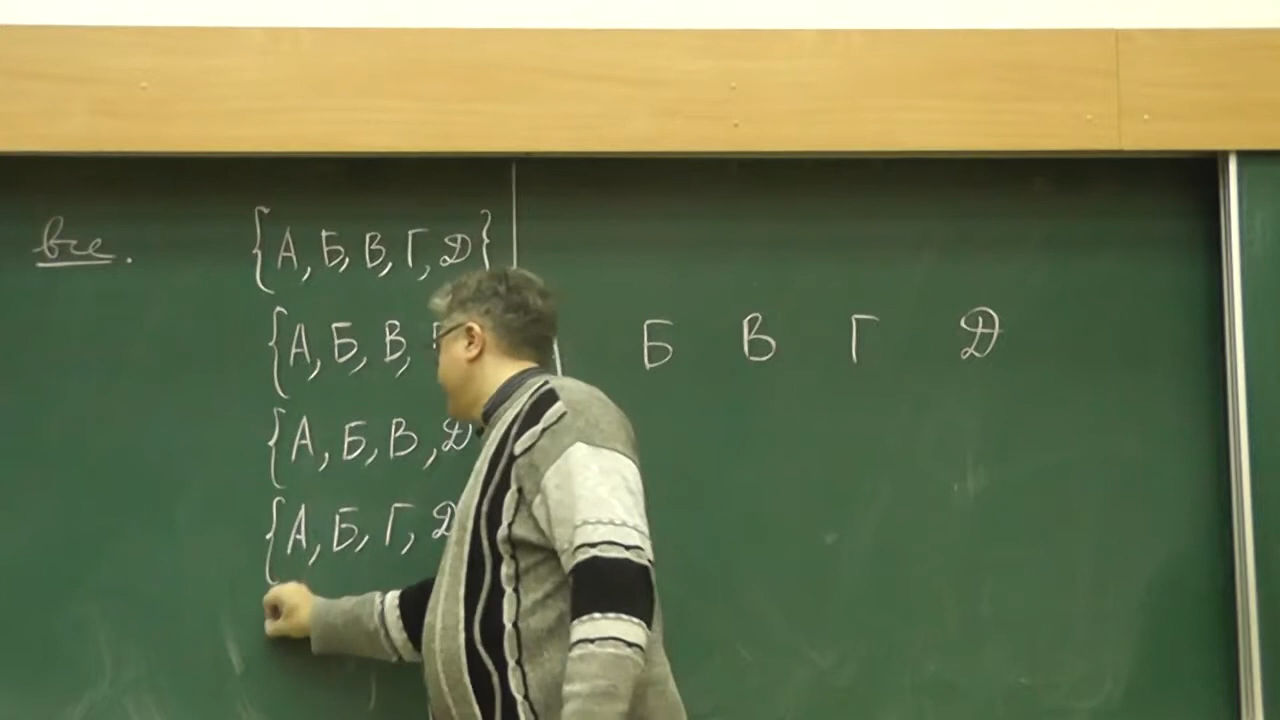 все. {А, Б, В, Г, Д}
{А, Б, В, Б В Г Д
{А, Б, В, Д
{А, Б, Г, Д